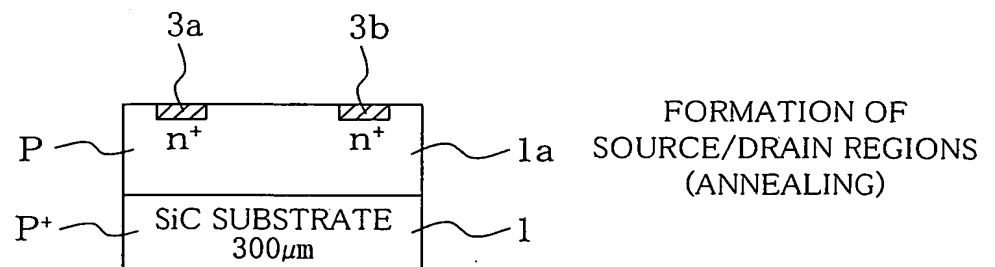 3a 3b
n+ n+
P 1a
P+ SiC SUBSTRATE 1
300μm
FORMATION OF
SOURCE/DRAIN REGIONS
(ANNEALING)